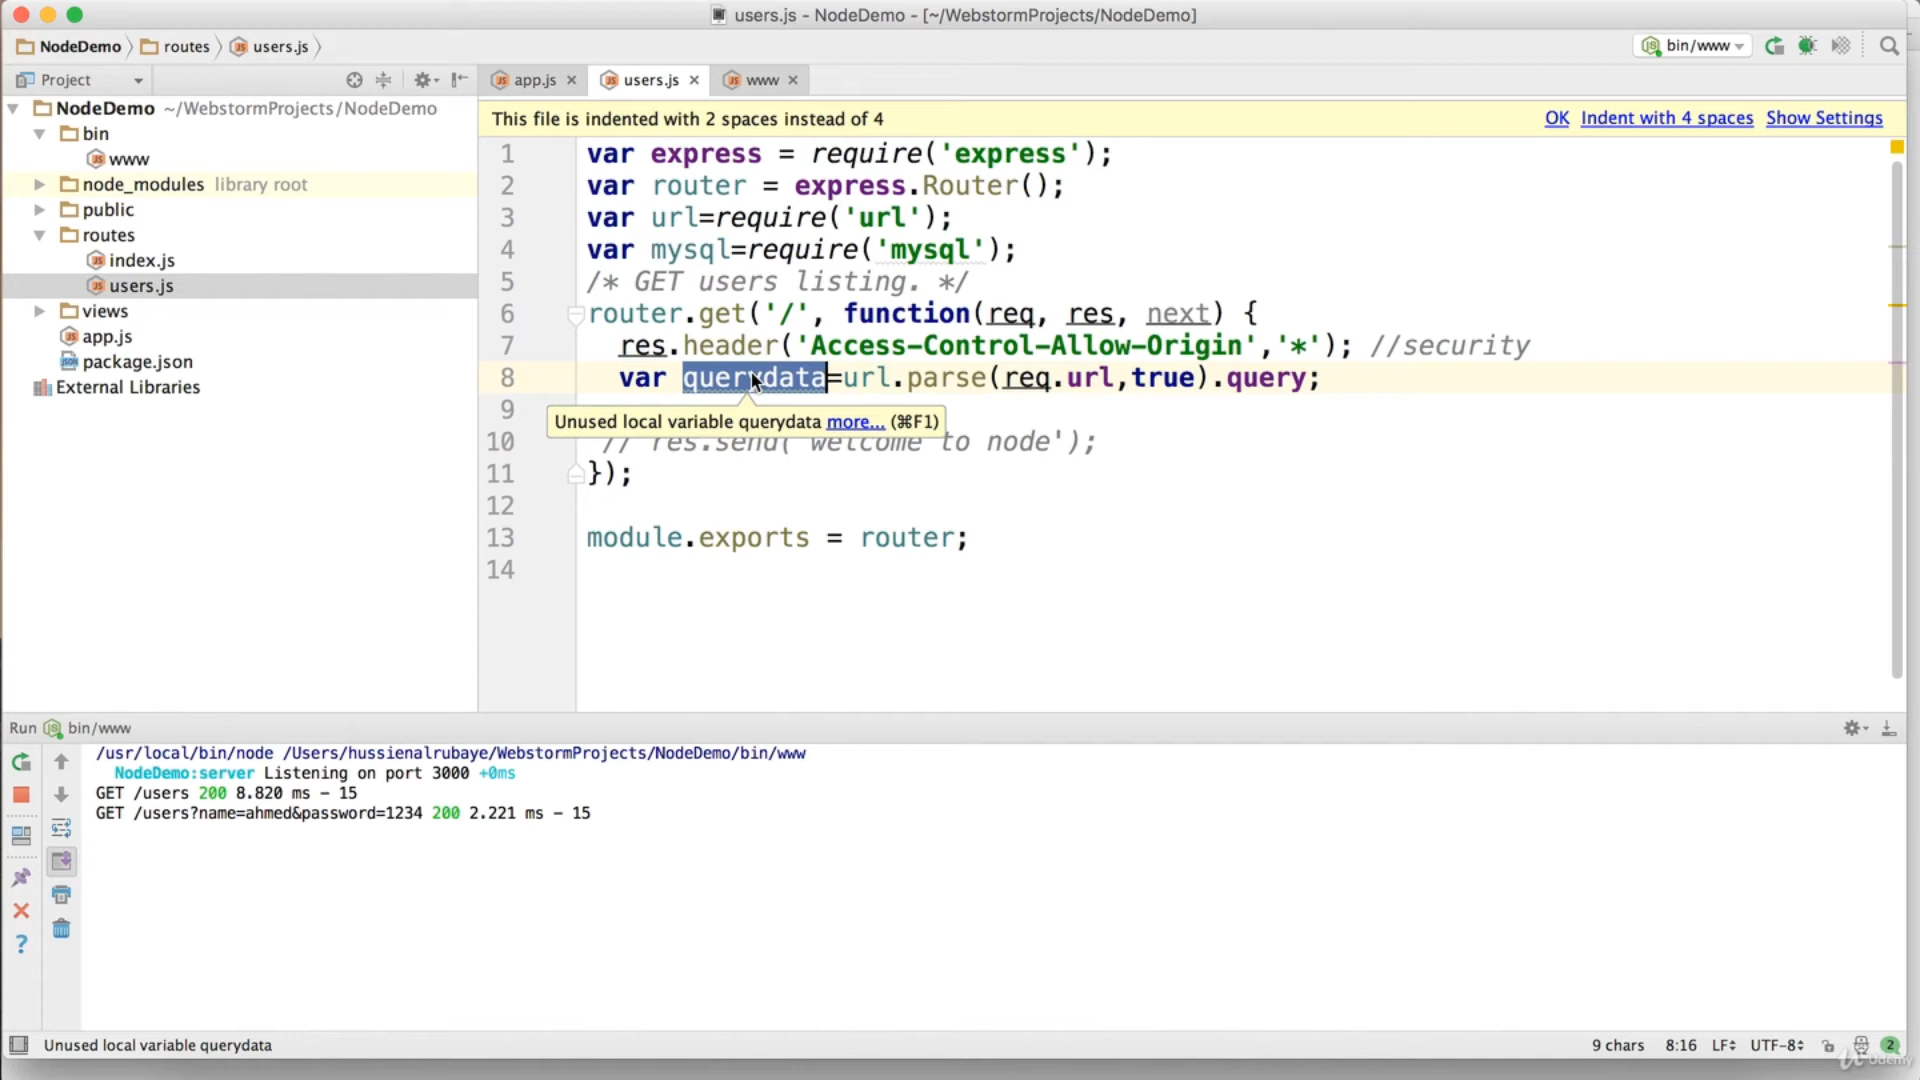 users.js - NodeDemo - [~/WebstormProjects/NodeDemo]
NodeDemo routes users.js
bin/www
Project
app.js users.js www
NodeDemo ~/WebstormProjects/NodeDemo
bin
www
node_modules library root
public
routes
index.js
users.js
views
app.js
package.json
External Libraries
This file is indented with 2 spaces instead of 4 OK Indent with 4 spaces Show Settings
1 var express = require('express');
2 var router = express.Router();
3 var url=require('url');
4 var mysql=require('mysql');
5 /* GET users listing. */
6 router.get('/', function(req, res, next) {
7 res.header('Access-Control-Allow-Origin','*'); //security
8 var querydata=url.parse(req.url,true).query;
9
Unused local variable querydata more... (⌘F1)
10 // res.send('welcome to node');
11 });
12
13 module.exports = router;
14
Run bin/www
/usr/local/bin/node /Users/hussienalrubaye/WebstormProjects/NodeDemo/bin/www
NodeDemo:server Listening on port 3000 +0ms
GET /users 200 8.820 ms - 15
GET /users?name=ahmed&password=1234 200 2.221 ms - 15
Unused local variable querydata 9 chars 8:16 LF UTF-8 2
Udemy